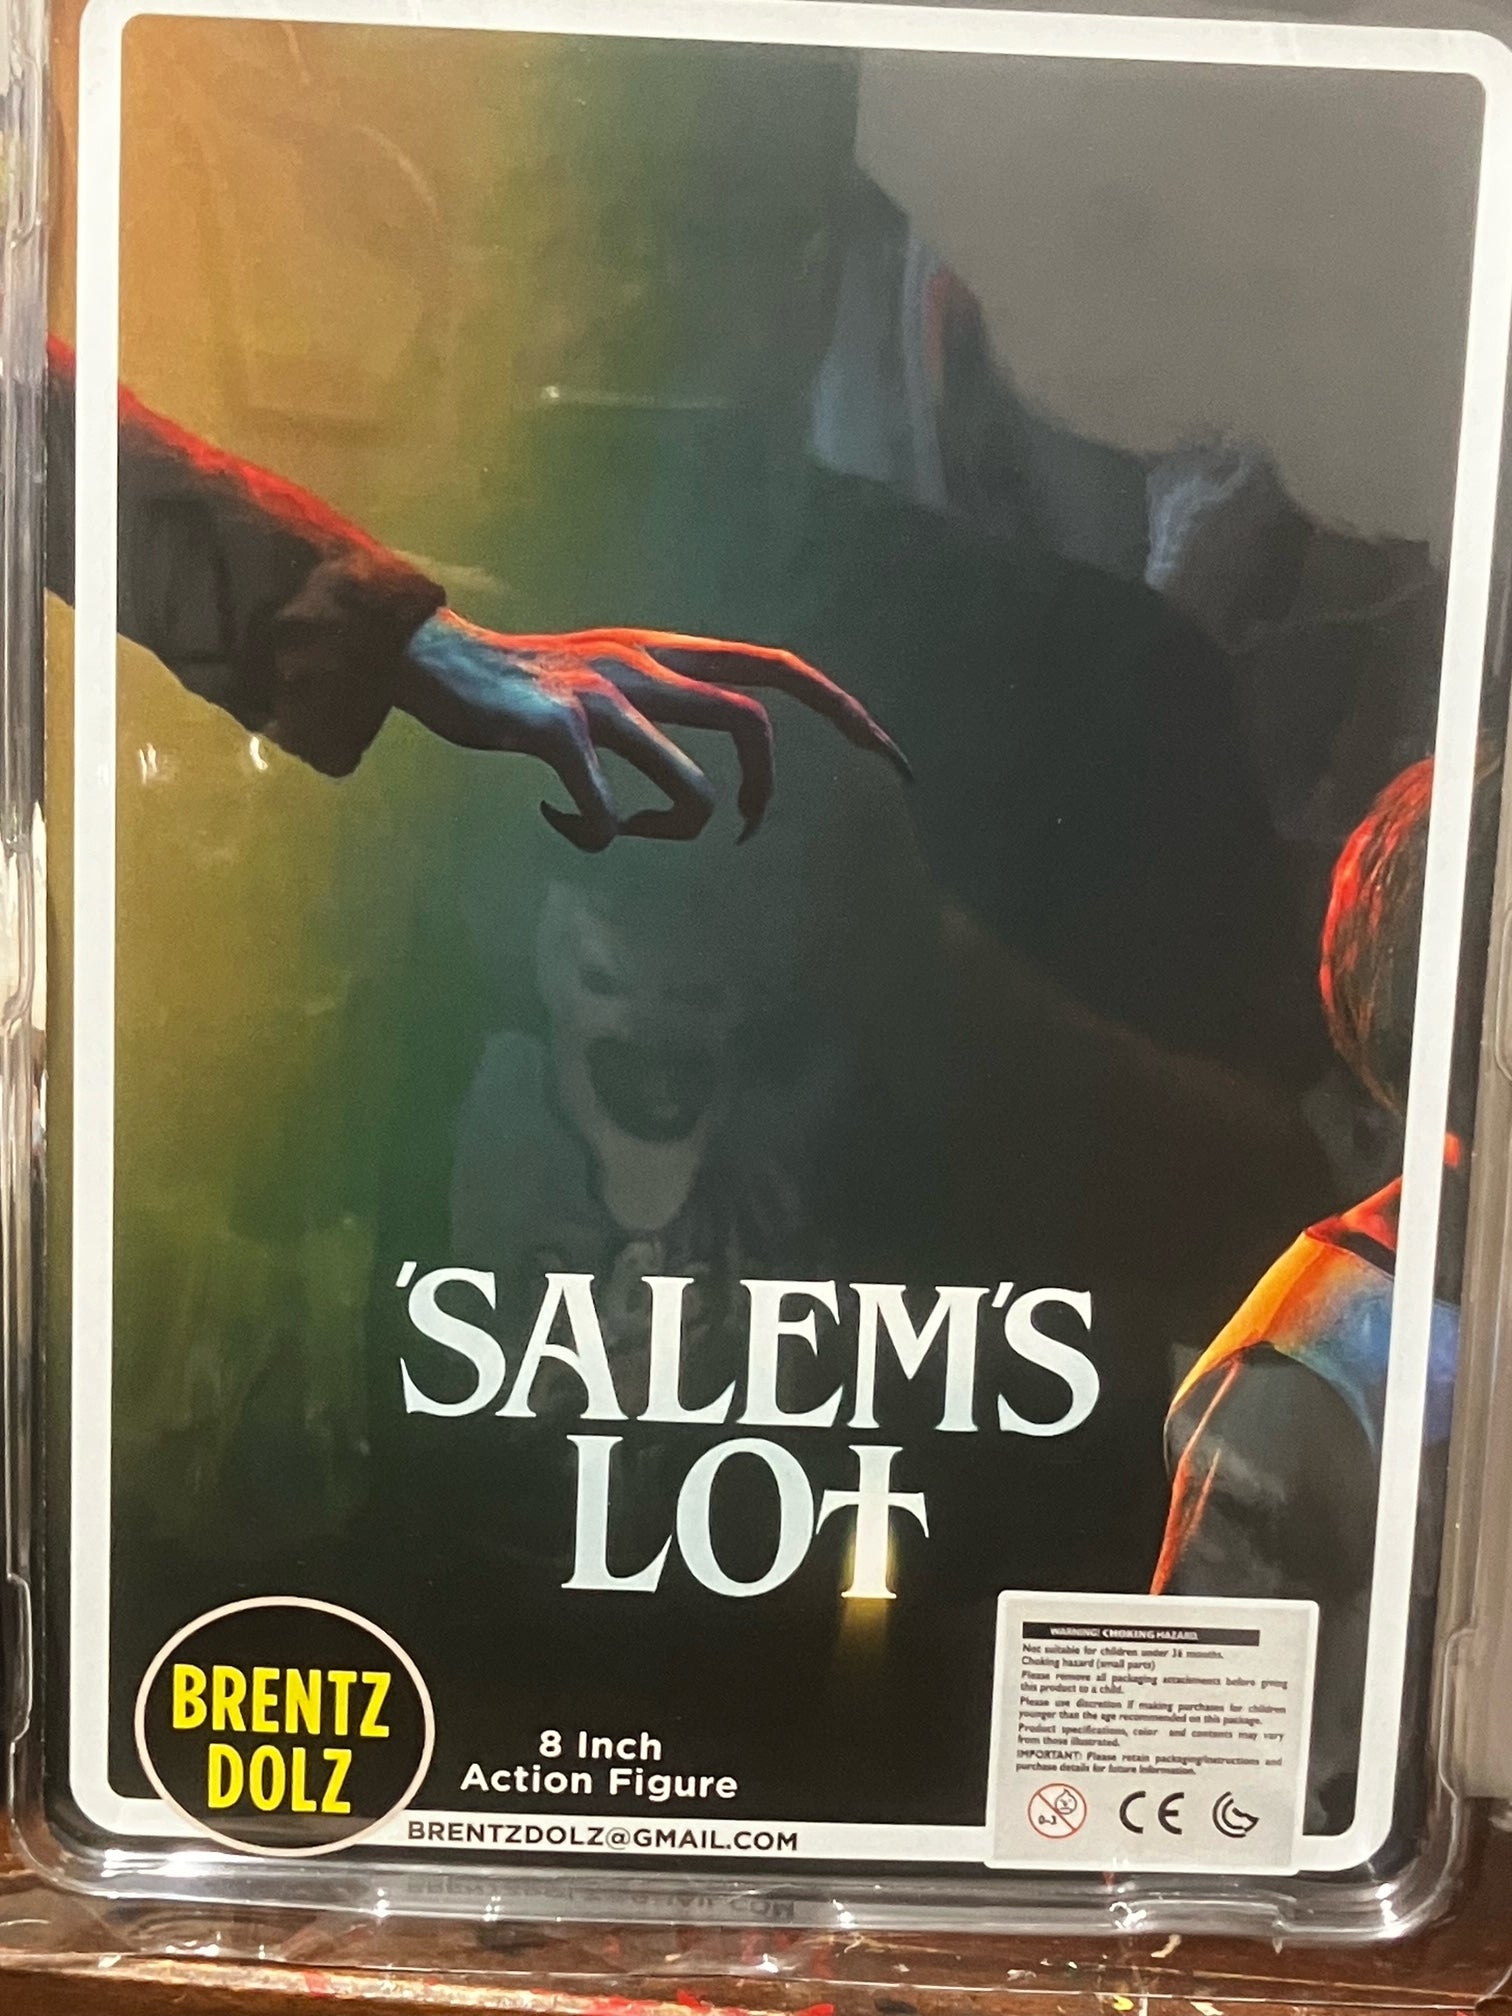 'SALEM'S
LOT
BRENTZ
DOLZ
8 Inch
Action Figure
BRENTZDOLZ@GMAIL.COM
WARNING! CHOKING HAZARD.
Not suitable for children under 36 months.
Choking hazard (small parts)
Please remove all packaging attachments before giving
this product to a child.
Please use discretion if making purchases for children
younger than the age recommended on this package.
Product specifications, color and contents may vary
from those illustrated.
IMPORTANT: Please retain packaging/instructions and
purchase details for future information.
0-3
CE